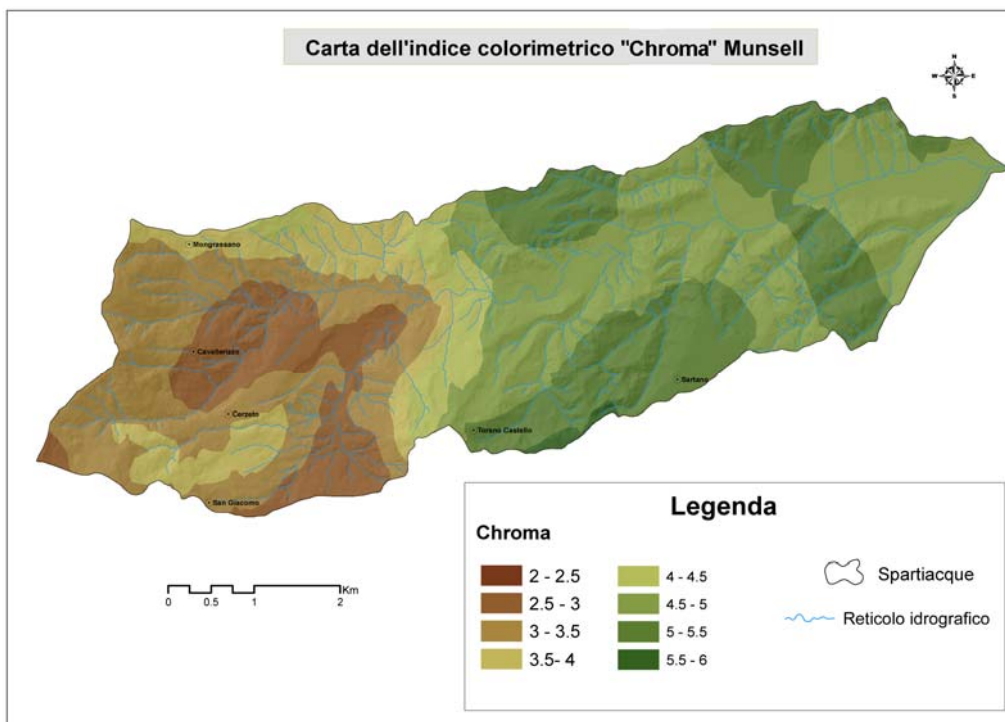 Carta dell'indice colorimetrico "Chroma" Munsell
N
W E
S
Mongrassano
Cavallerizzo
Cerzeto
San Giacomo
Sartano
Torano Castello
Km
0 0.5 1 2
Legenda
Chroma
2 - 2.5
2.5 - 3
3 - 3.5
3.5- 4
4 - 4.5
4.5 - 5
5 - 5.5
5.5 - 6
Spartiacque
Reticolo idrografico